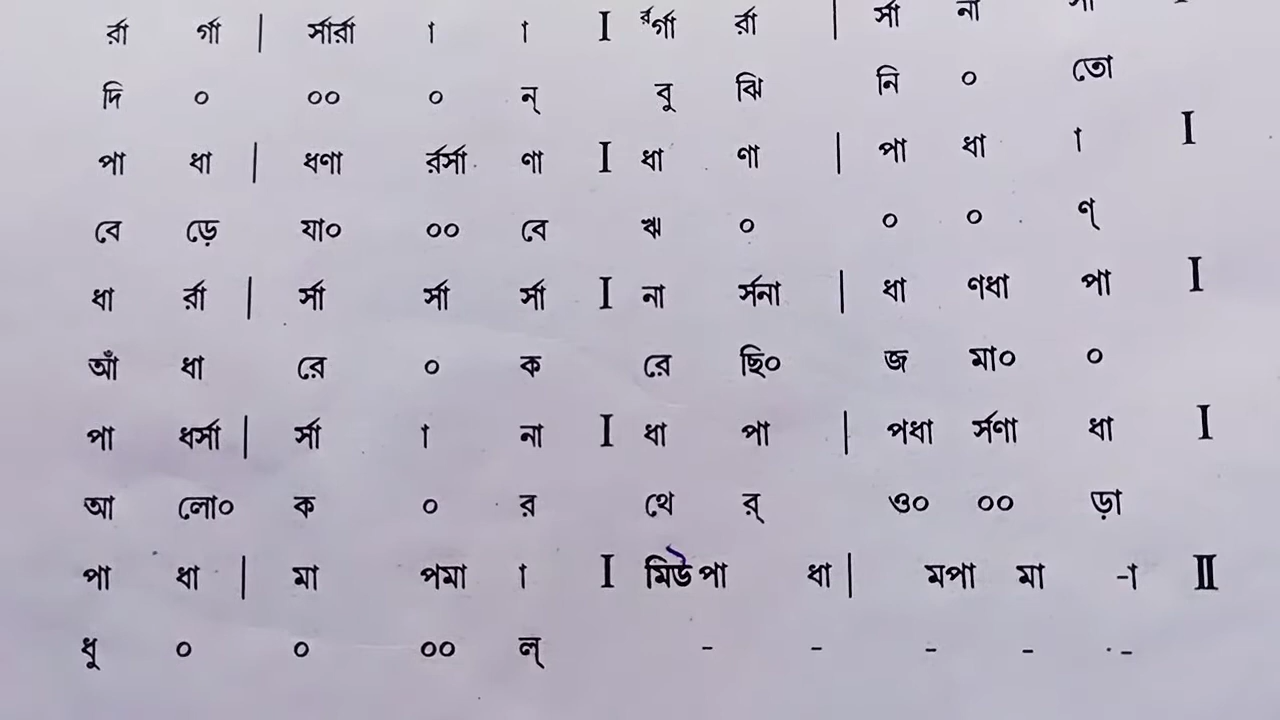 র্রা র্গা | র্সার্রা া া I র্রর্গা র্রা | র্সা না
দি ০ ০০ ০ ন্ বু ঝি নি ০ তো
পা ধা | ধণা র্রর্সা ণা I ধা ণা | পা ধা া I
বে ড়ে যা০ ০০ বে ঋ ০ ০ ০ ণ্
ধা র্রা | র্সা র্সা র্সা I না র্সনা | ধা ণধা পা I
আঁ ধা রে ০ ক রে ছি০ জ মা০ ০
পা ধর্সা | র্সা া না I ধা পা | পধা র্সণা ধা I
আ লো০ ক ০ র থে র্ ও০ ০০ ড়া
পা ধা | মা পমা া I মিউ পা ধা | মপা মা -া II
ধু ০ ০ ০০ ল্ - - - - -